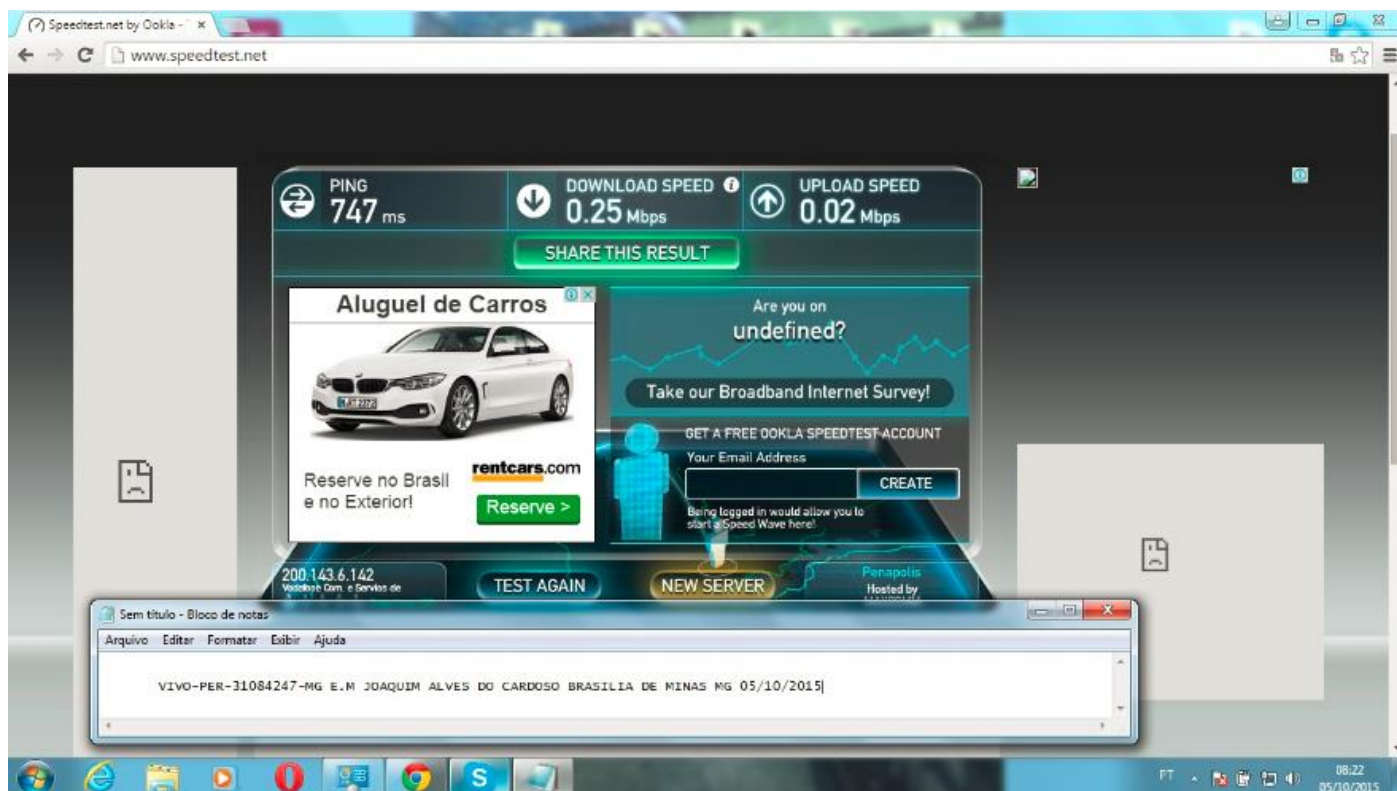 Speedtest.net by Ookla -
www.speedtest.net
PING
747 ms
DOWNLOAD SPEED
0.25 Mbps
UPLOAD SPEED
0.02 Mbps
SHARE THIS RESULT
Aluguel de Carros
Reserve no Brasil
e no Exterior!
rentcars.com
Reserve >
Are you on
undefined?
Take our Broadband Internet Survey!
GET A FREE OOKLA SPEEDTEST ACCOUNT
Your Email Address
CREATE
Being logged in would allow you to
start a Speed Wave here!
200.143.6.142
Com. e Servios de
TEST AGAIN
NEW SERVER
Penapolis
Hosted by
Sem título - Bloco de notas
Arquivo Editar Formatar Exibir Ajuda
VIVO-PER-31084247-MG E.M JOAQUIM ALVES DO CARDOSO BRASILIA DE MINAS MG 05/10/2015
PT
08:22
05/10/2015